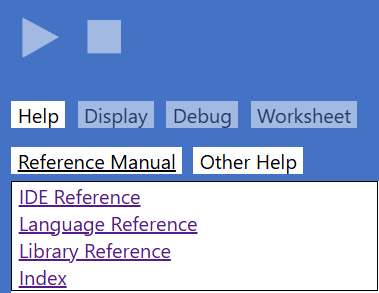 Help Display Debug Worksheet
Reference Manual Other Help
IDE Reference
Language Reference
Library Reference
Index